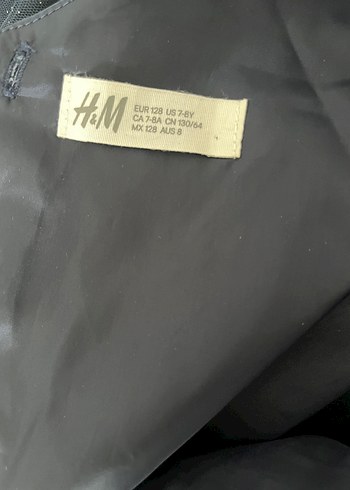 H&M
EUR 128 US 7-8Y
CA 7-8A CN 130/64
MX 128 AUS 8